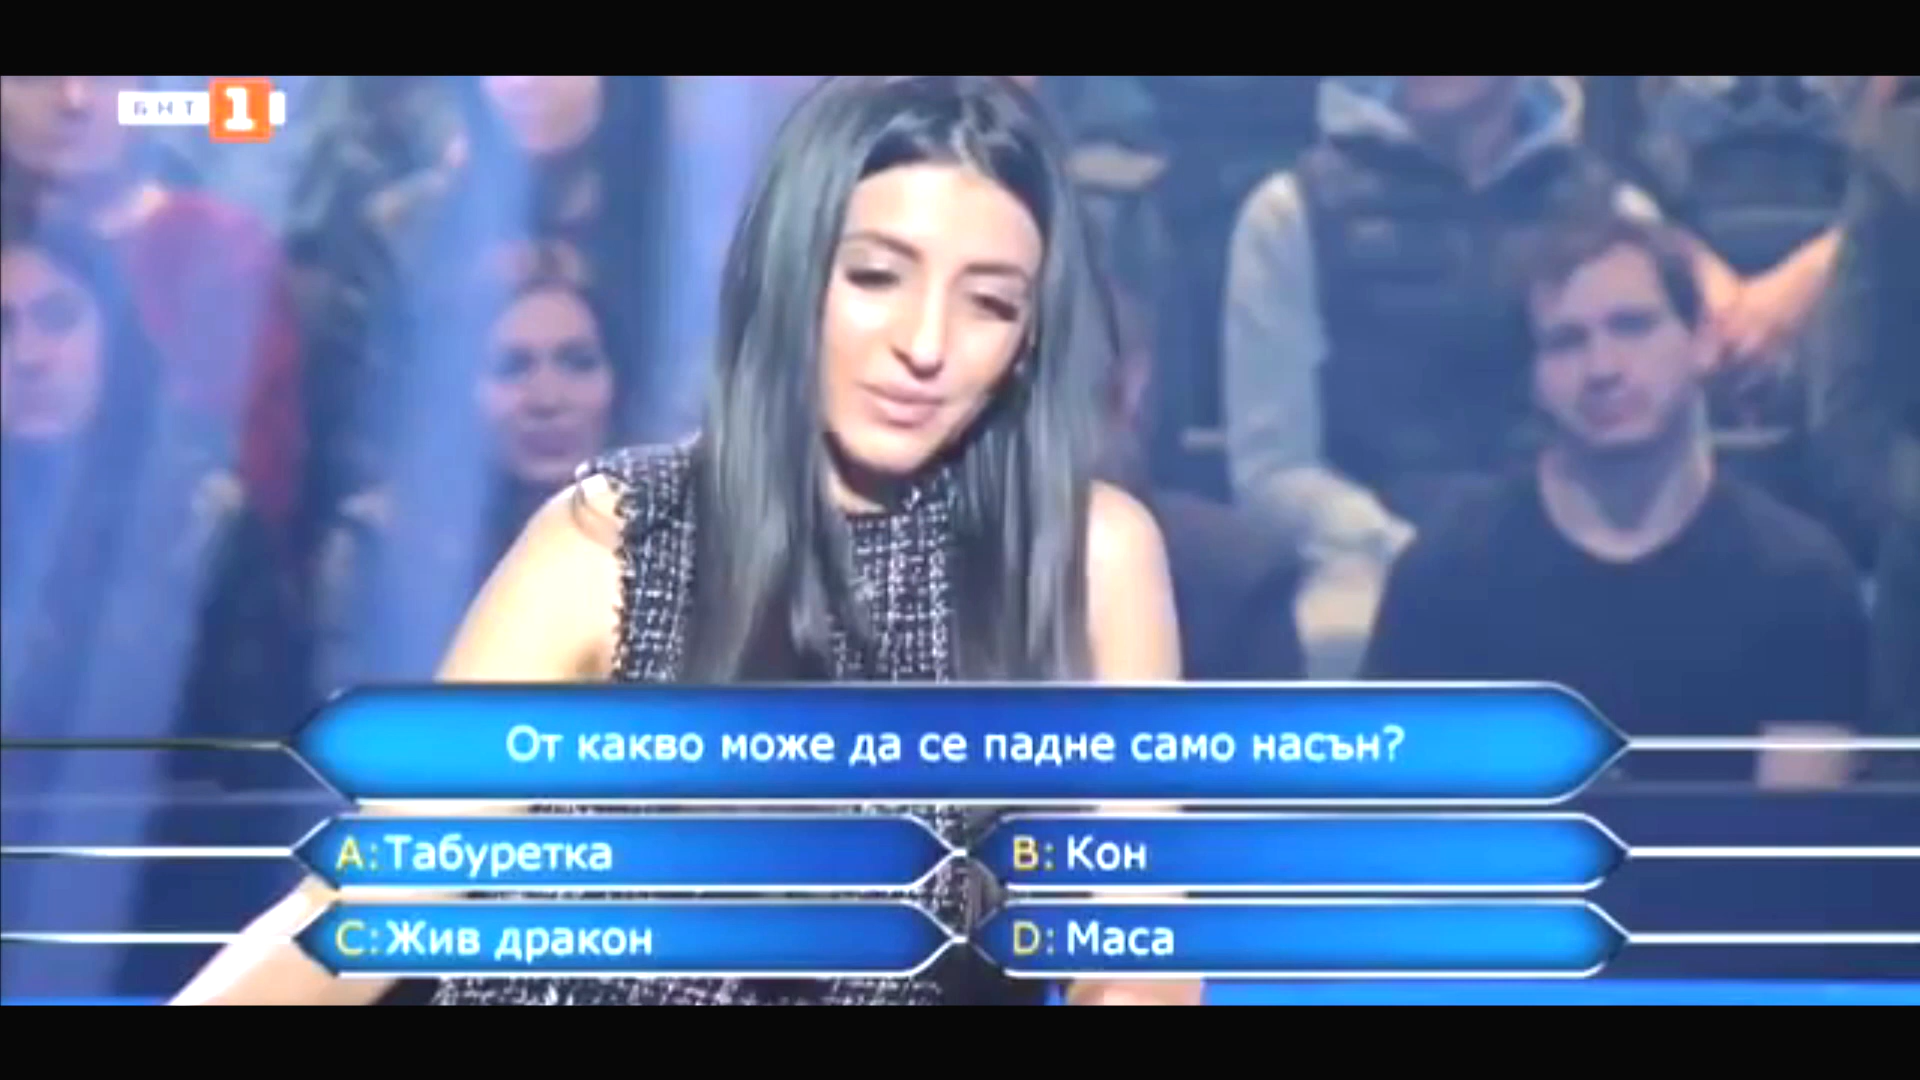 БНТ 1
От какво може да се падне само насън?
A: Табуретка
B: Кон
C: Жив дракон
D: Маса